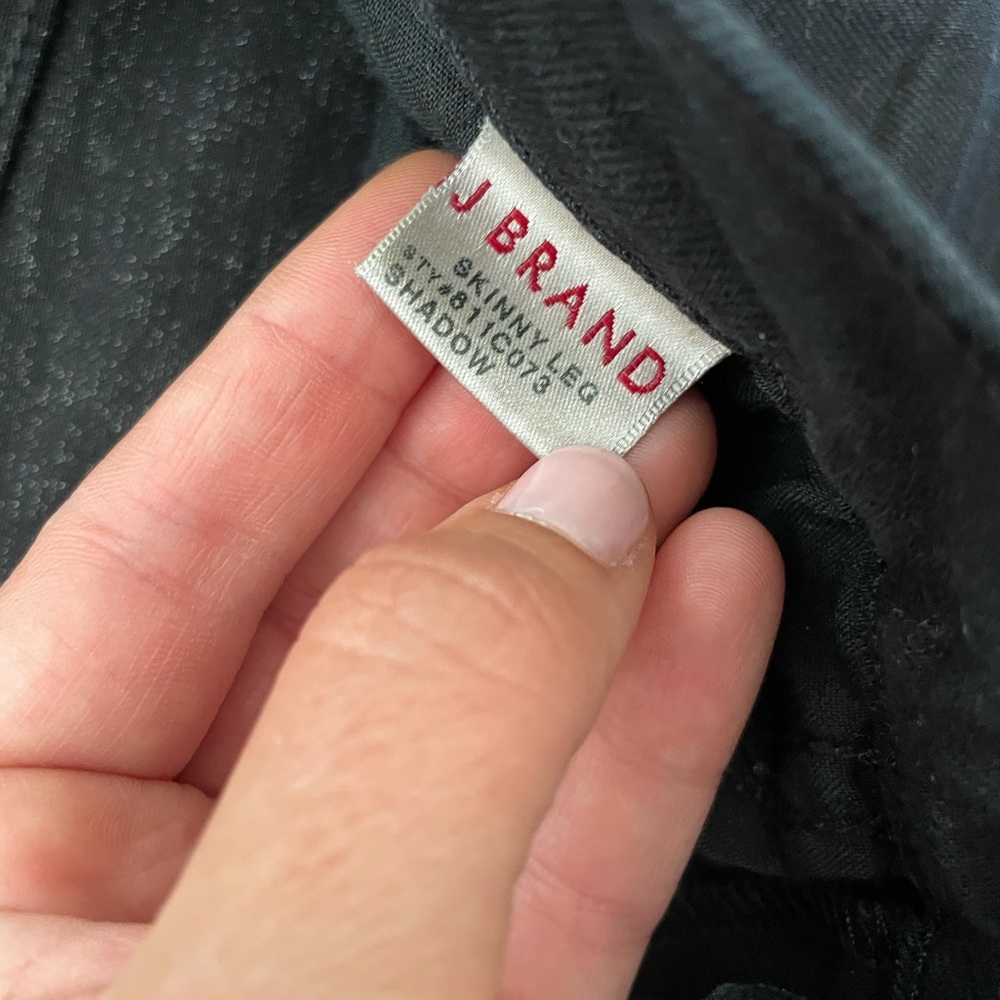 J BRAND
SKINNY LEG
STY#811C073
SHADOW